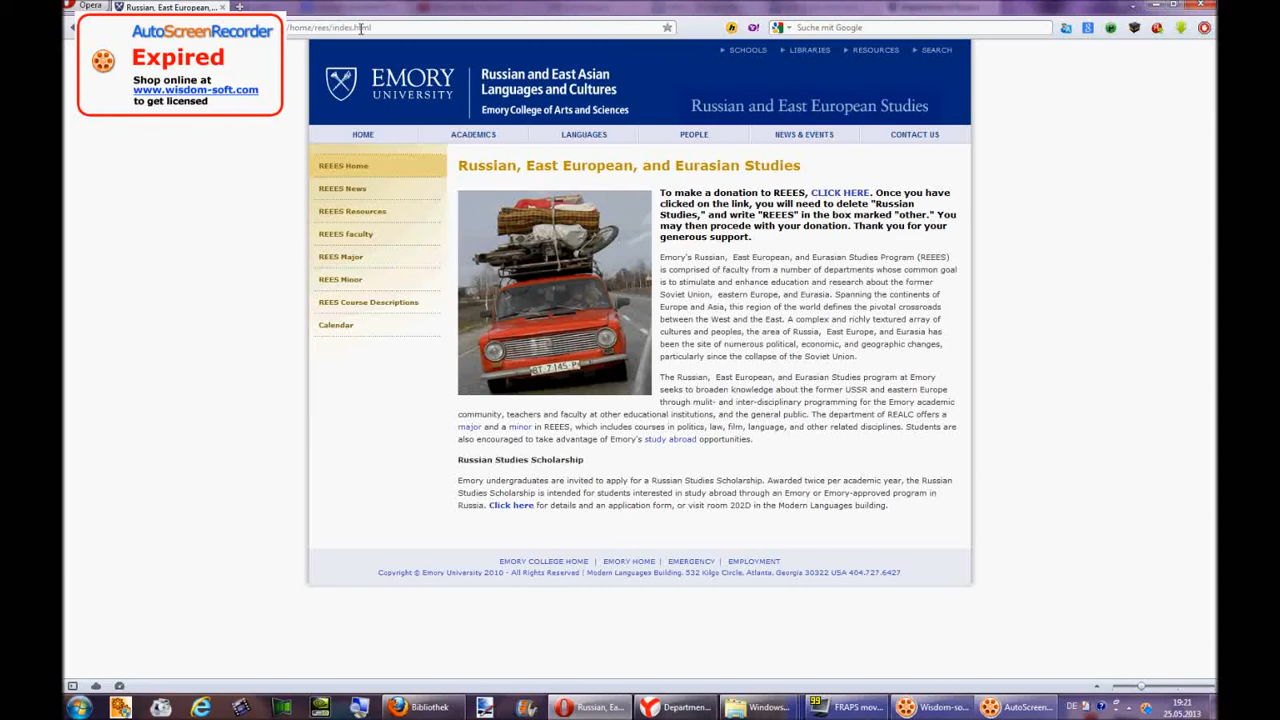 Opera
Russian, East European,...
/home/rees/index.html
Suche mit Google
AutoScreenRecorder
Expired
Shop online at
www.wisdom-soft.com
to get licensed
SCHOOLS LIBRARIES RESOURCES SEARCH
EMORY
UNIVERSITY
Russian and East Asian
Languages and Cultures
Emory College of Arts and Sciences
Russian and East European Studies
HOME ACADEMICS LANGUAGES PEOPLE NEWS & EVENTS CONTACT US
REEES Home
REEES News
REEES Resources
REEES faculty
REES Major
REES Minor
REES Course Descriptions
Calendar
Russian, East European, and Eurasian Studies
To make a donation to REEES, CLICK HERE. Once you have
clicked on the link, you will need to delete "Russian
Studies," and write "REEES" in the box marked "other." You
may then procede with your donation. Thank you for your
generous support.
Emory's Russian, East European, and Eurasian Studies Program (REEES)
is comprised of faculty from a number of departments whose common goal
is to stimulate and enhance education and research about the former
Soviet Union, eastern Europe, and Eurasia. Spanning the continents of
Europe and Asia, this region of the world defines the pivotal crossroads
between the West and the East. A complex and richly textured array of
cultures and peoples, the area of Russia, East Europe, and Eurasia has
been the site of numerous political, economic, and geographic changes,
particularly since the collapse of the Soviet Union.
The Russian, East European, and Eurasian Studies program at Emory
seeks to broaden knowledge about the former USSR and eastern Europe
through mulit- and inter-disciplinary programming for the Emory academic
community, teachers and faculty at other educational institutions, and the general public. The department of REALC offers a
major and a minor in REEES, which includes courses in politics, law, film, language, and other related disciplines. Students are
also encouraged to take advantage of Emory's study abroad opportunities.
Russian Studies Scholarship
Emory undergraduates are invited to apply for a Russian Studies Scholarship. Awarded twice per academic year, the Russian
Studies Scholarship is intended for students interested in study abroad through an Emory or Emory-approved program in
Russia. Click here for details and an application form, or visit room 202D in the Modern Languages building.
EMORY COLLEGE HOME | EMORY HOME | EMERGENCY | EMPLOYMENT
Copyright © Emory University 2010 - All Rights Reserved | Modern Languages Building. 532 Kilgo Circle, Atlanta, Georgia 30322 USA 404.727.6427
Bibliothek
Russian, Ea...
Departmen...
Windows...
99
FRAPS mov...
Wisdom-so...
AutoScreen...
DE
19:21
25.05.2013